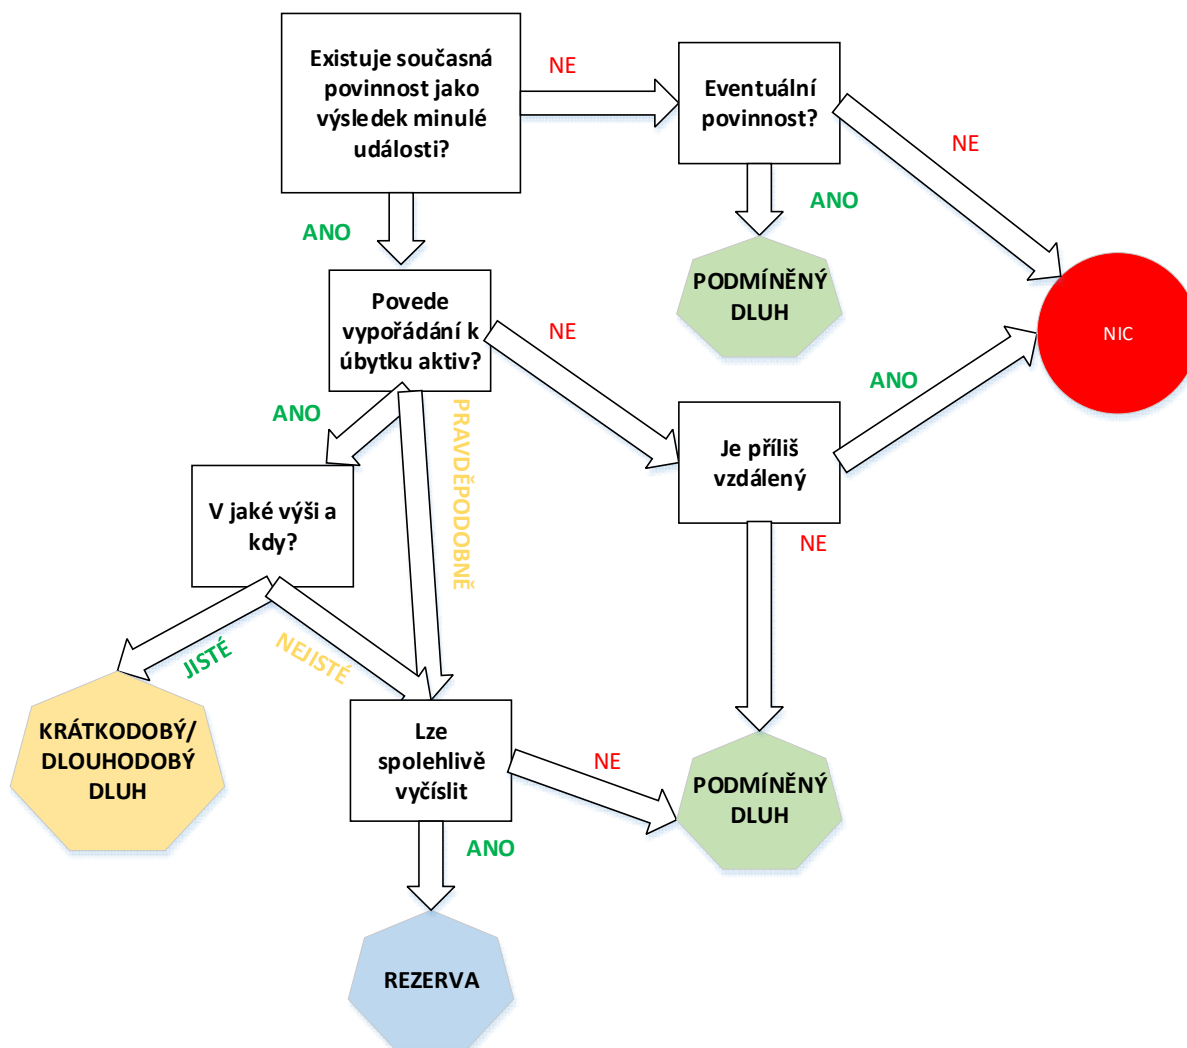 Existuje současná
povinnost jako
výsledek minulé
události?
NE
Eventuální
povinnost?
NE
ANO
ANO
PODMÍNĚNÝ
DLUH
NIC
Povede
vypořádání k
úbytku aktiv?
NE
ANO
ANO
PRAVDĚPODOBNĚ
Je příliš
vzdálený
V jaké výši a
kdy?
NE
JISTÉ
NEJISTÉ
KRÁTKODOBÝ/
DLOUHODOBÝ
DLUH
Lze
spolehlivě
vyčíslit
NE
PODMÍNĚNÝ
DLUH
ANO
REZERVA